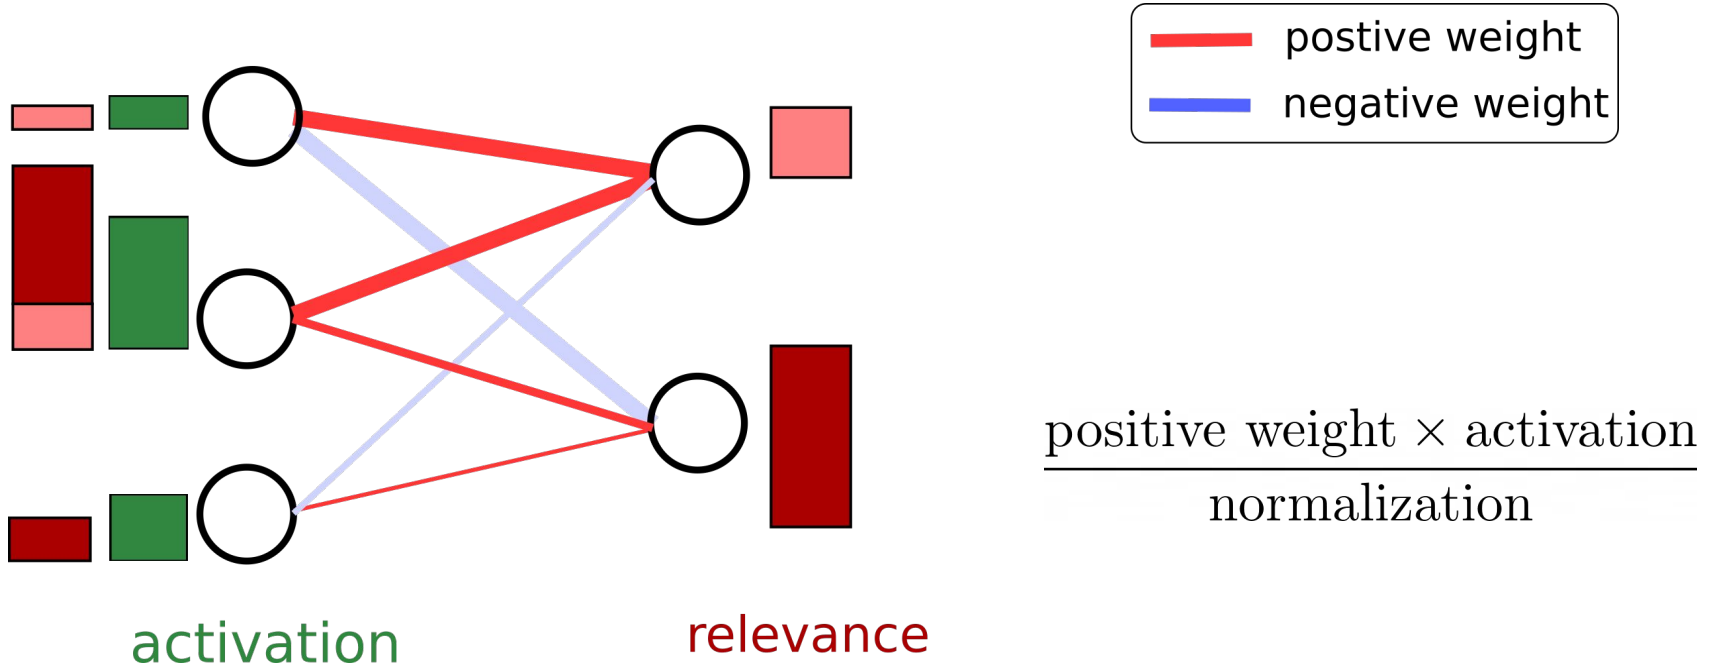 postive weight
negative weight
positive weight × activation
normalization
activation
relevance